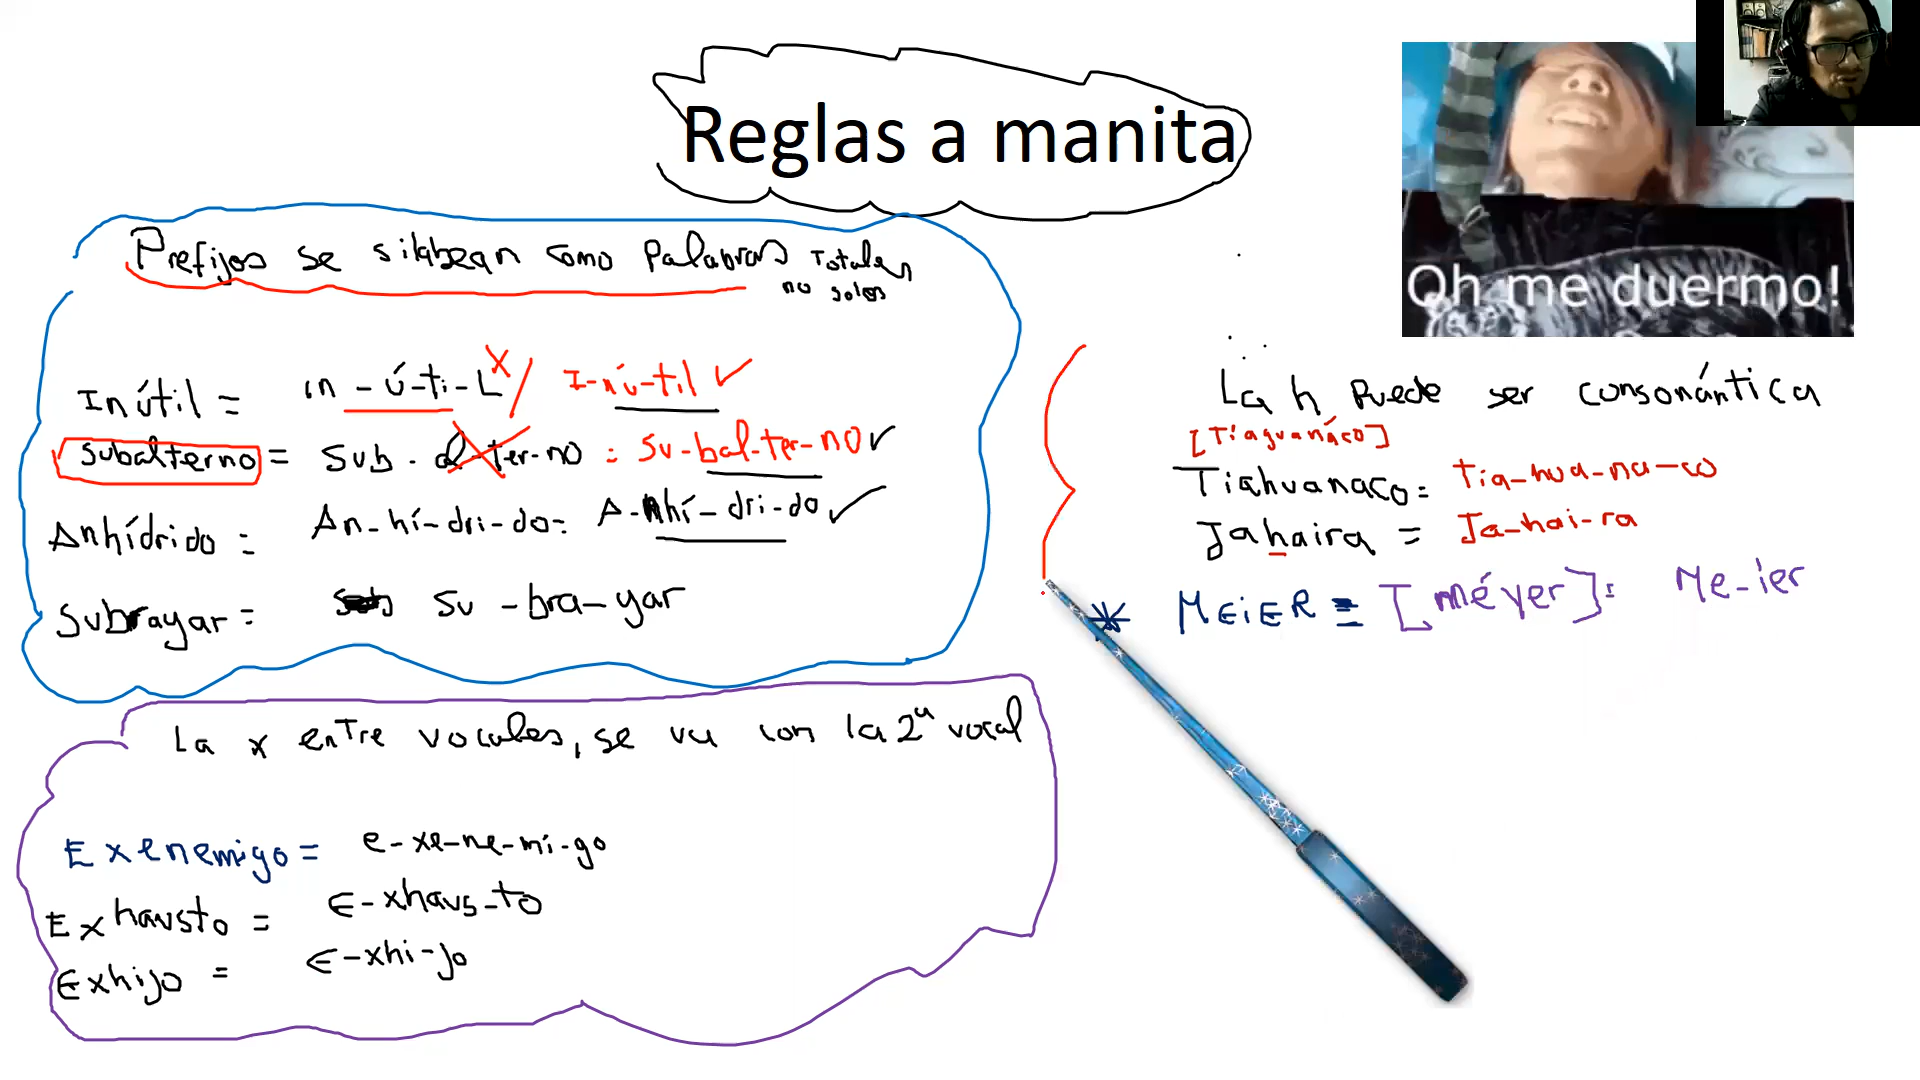 Reglas a manita
Oh me duermo!
Prefijos se silabean como palabras totales
no solos
Inútil = in-ú-ti-L x / I-nú-til ✓
subalterno = sub-al-ter-no = su-bal-ter-no ✓
Anhídrido = An-hí-dri-do = A-nhí-dri-do ✓
Subrayar = su-bra-yar
La x entre vocales, se va con la 2ª vocal
Exenemigo = e-xe-ne-mi-go
Exhausto = E-xhaus-to
Exhijo = E-xhi-jo
La h puede ser consonántica
[Tiaguanáco]
Tiahuanaco = Tia-hua-na-co
Jahaira = Ja-hai-ra
* MEiER = [méyer] = Me-ier